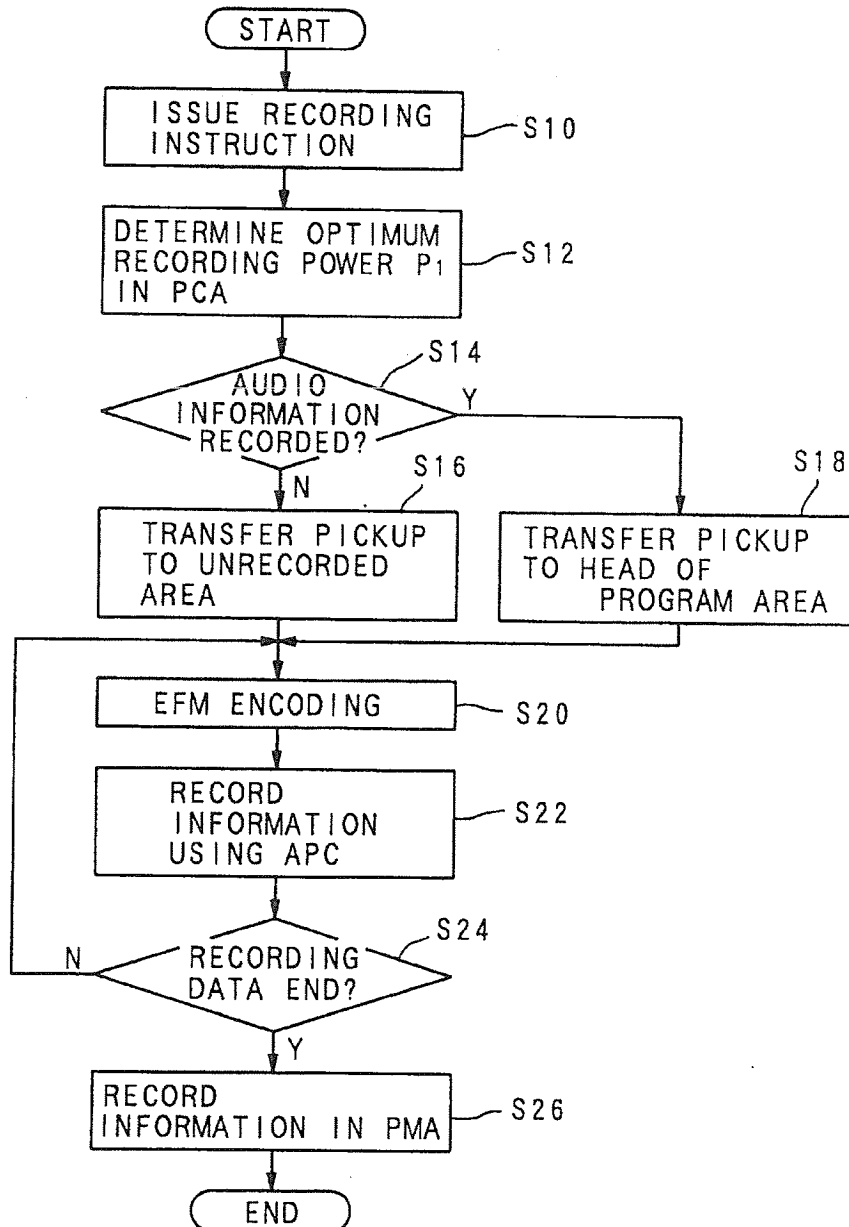 START
ISSUE RECORDING
INSTRUCTION
S10
DETERMINE OPTIMUM
RECORDING POWER P1
IN PCA
S12
S14
AUDIO
INFORMATION
RECORDED?
Y
N
S16
TRANSFER PICKUP
TO UNRECORDED
AREA
S18
TRANSFER PICKUP
TO HEAD OF
PROGRAM AREA
EFM ENCODING
S20
RECORD
INFORMATION
USING APC
S22
S24
RECORDING
DATA END?
N
Y
RECORD
INFORMATION IN PMA
S26
END